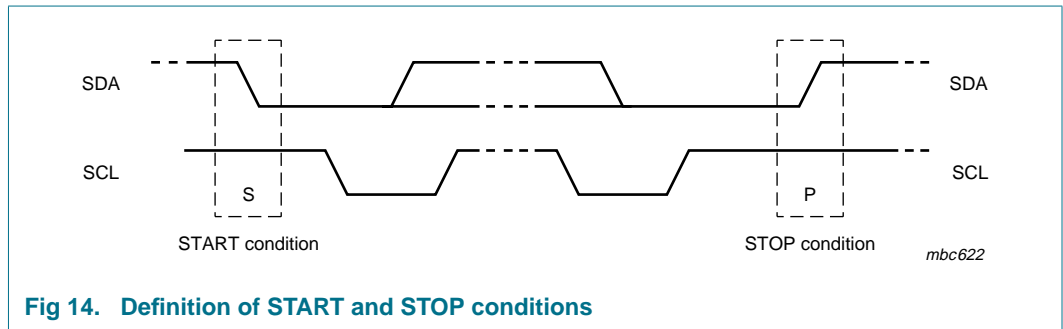 SDA SDA
SCL SCL
S P
START condition STOP condition
mbc622
Fig 14. Definition of START and STOP conditions